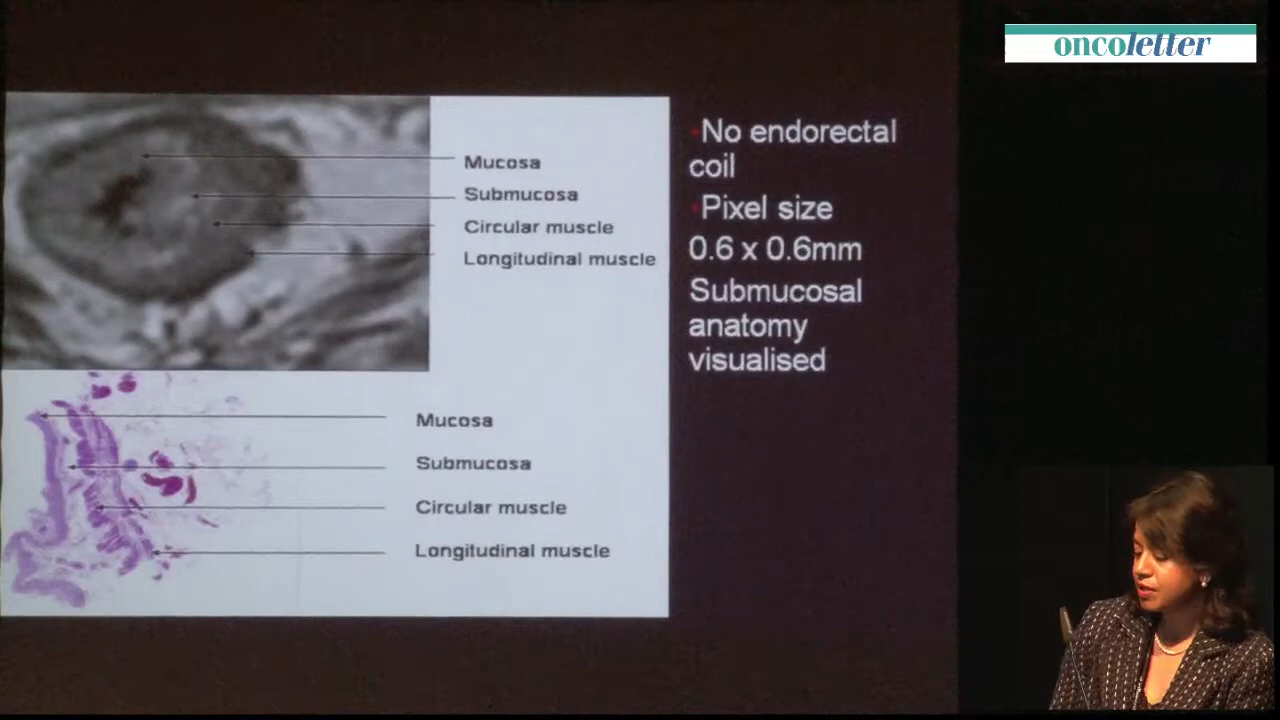 oncoletter
Mucosa
Submucosa
Circular muscle
Longitudinal muscle
Mucosa
Submucosa
Circular muscle
Longitudinal muscle
No endorectal
coil
Pixel size
0.6 x 0.6mm
Submucosal
anatomy
visualised